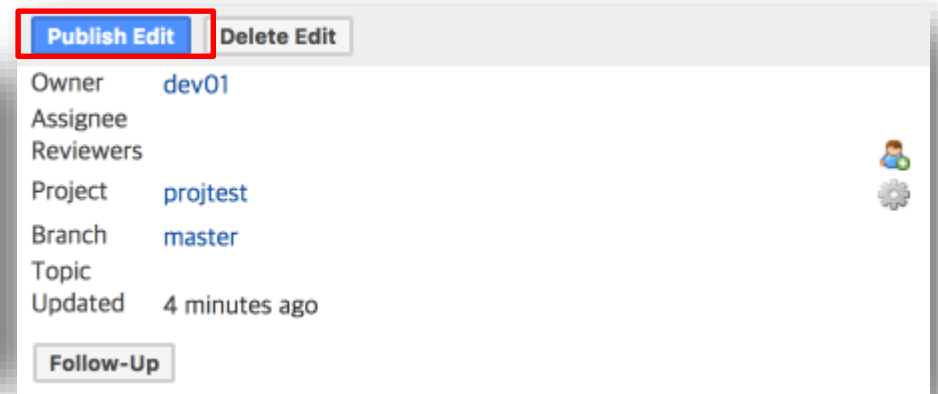 Publish Edit Delete Edit
Owner dev01
Assignee
Reviewers
Project projtest
Branch master
Topic
Updated 4 minutes ago
Follow-Up